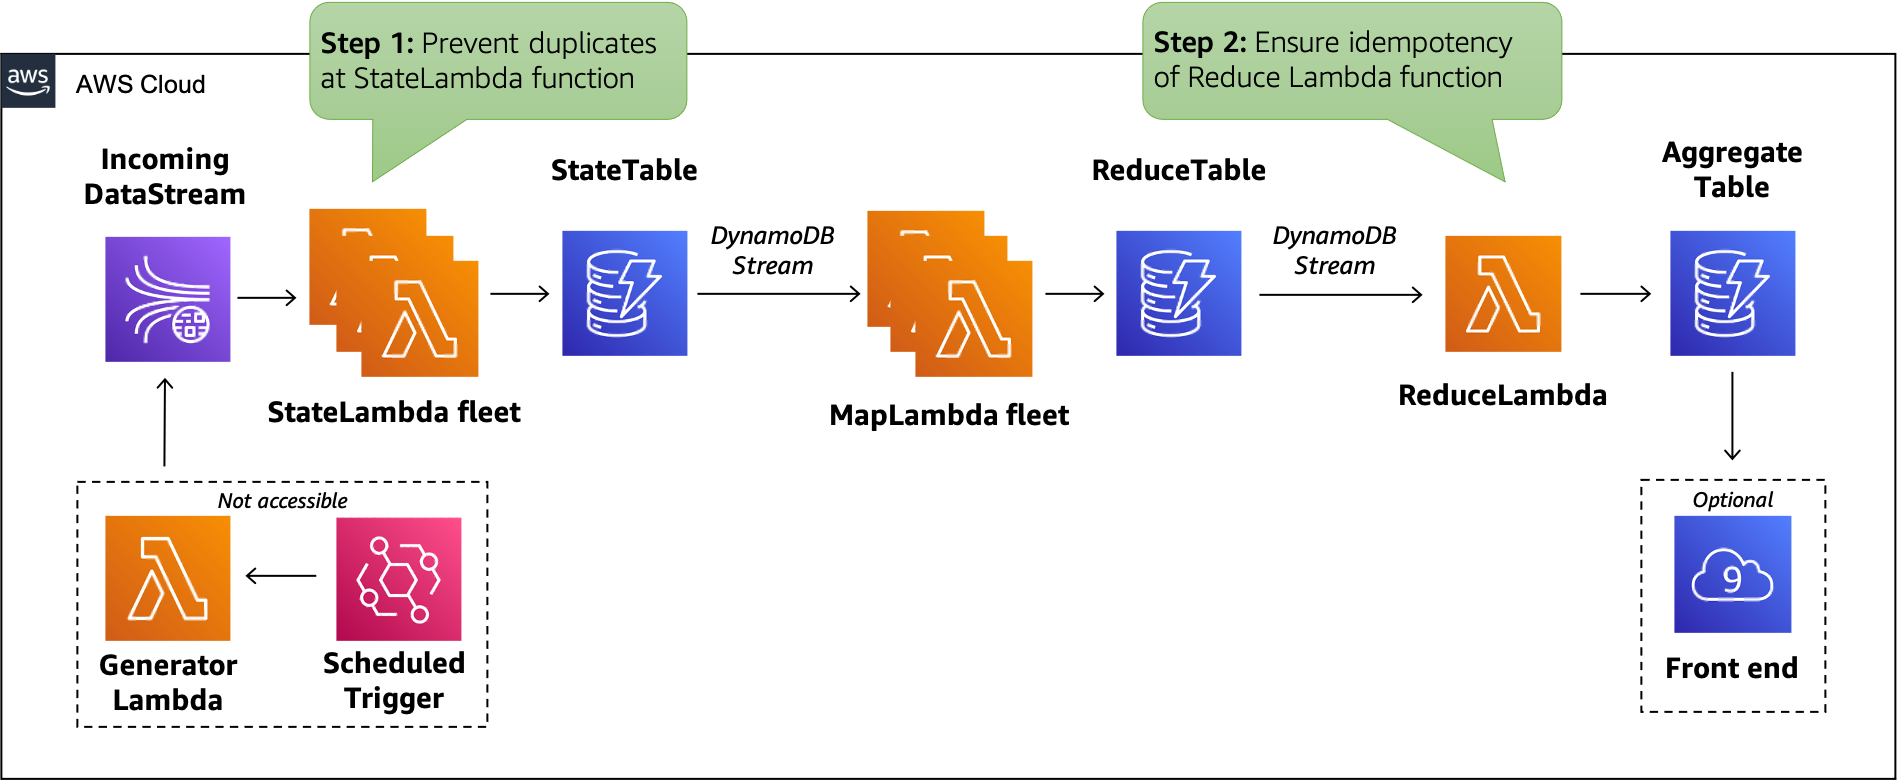 Step 1: Prevent duplicates
at StateLambda function
Step 2: Ensure idempotency
of Reduce Lambda function
aws
AWS Cloud
Incoming
DataStream
StateTable
ReduceTable
Aggregate
Table
DynamoDB
Stream
DynamoDB
Stream
StateLambda fleet
MapLambda fleet
ReduceLambda
Not accessible
Generator
Lambda
Scheduled
Trigger
Optional
9
Front end